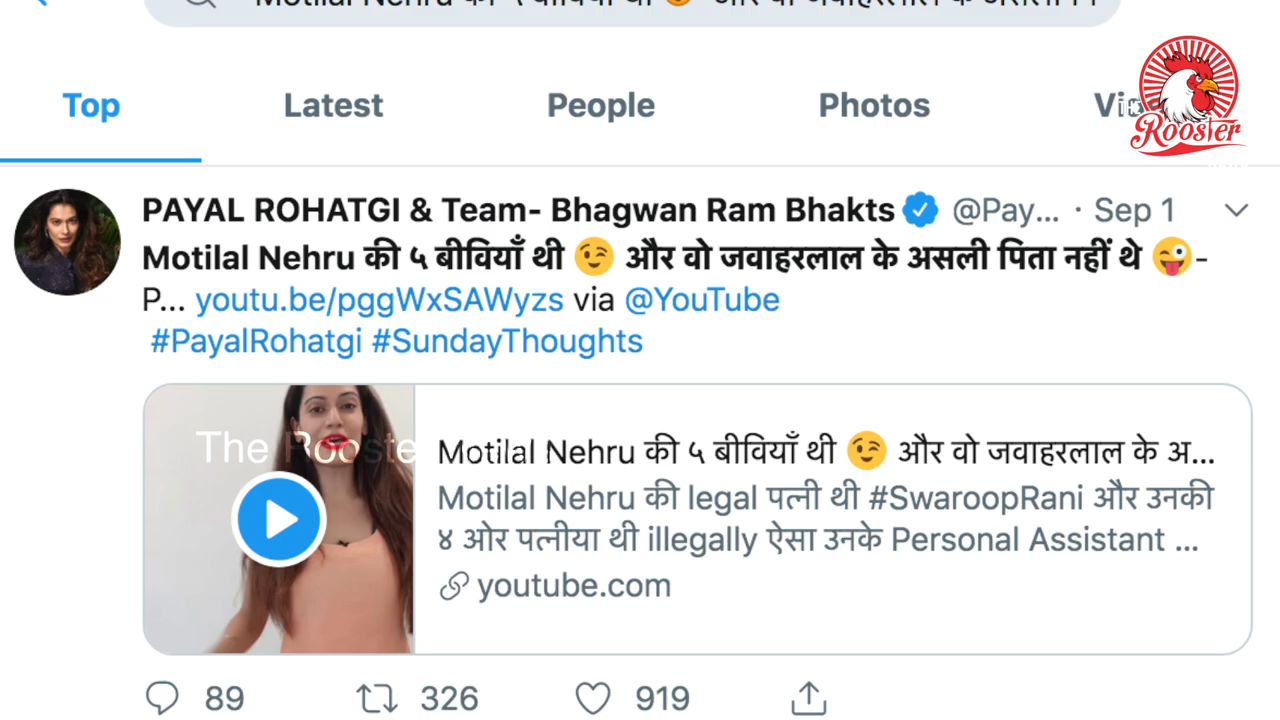 Motilal Nehru की ५ बीवियाँ थी 😉 और वो जवाहरलाल के असली पि
Top Latest People Photos
THE
Rooster
PAYAL ROHATGI & Team- Bhagwan Ram Bhakts @Pay... · Sep 1
Motilal Nehru की ५ बीवियाँ थी 😉 और वो जवाहरलाल के असली पिता नहीं थे 😜-
P... youtu.be/pggWxSAWyzs via @YouTube
#PayalRohatgi #SundayThoughts
The Rooster
Motilal Nehru की ५ बीवियाँ थी 😉 और वो जवाहरलाल के अ...
Motilal Nehru की legal पत्नी थी #SwaroopRani और उनकी
४ ओर पत्नीया थी illegally ऐसा उनके Personal Assistant ...
youtube.com
89 326 919